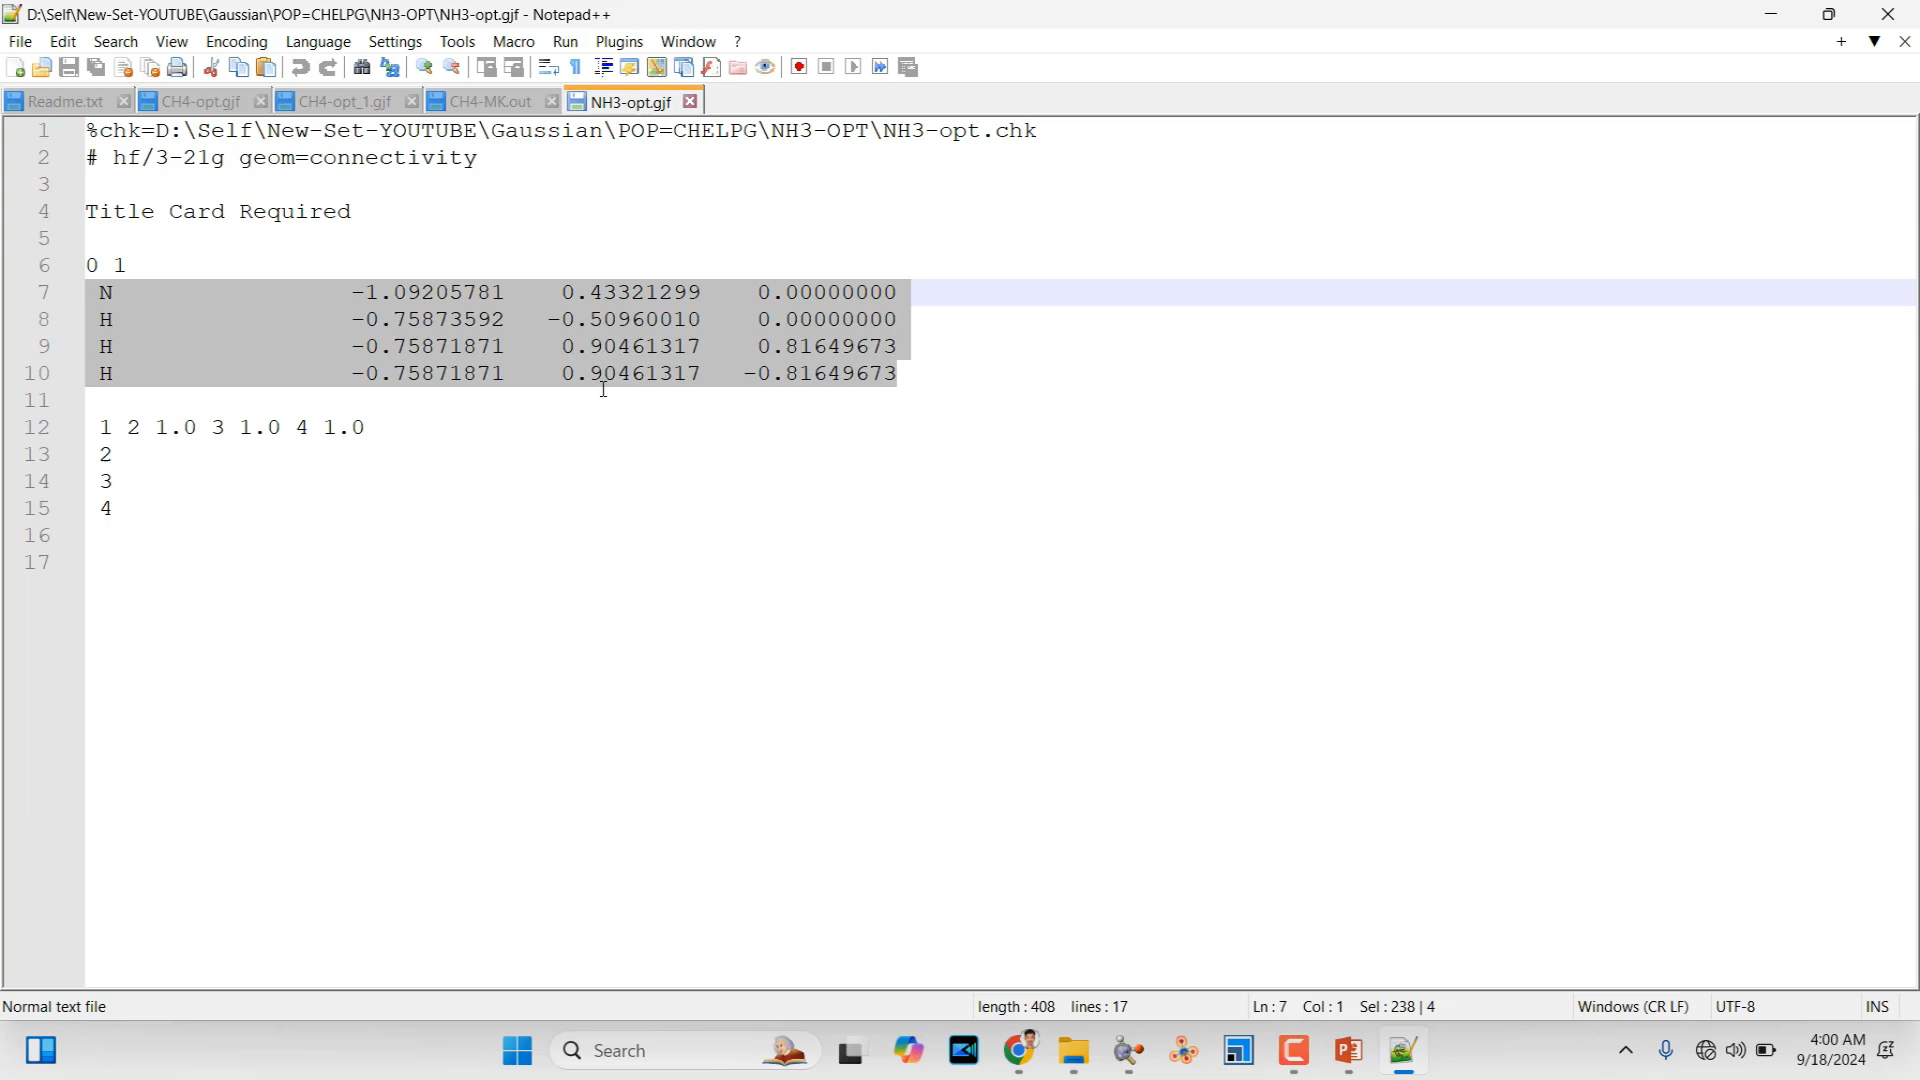 D:\Self\New-Set-YOUTUBE\Gaussian\POP=CHELPG\NH3-OPT\NH3-opt.gjf - Notepad++
File Edit Search View Encoding Language Settings Tools Macro Run Plugins Window ?
Readme.txt CH4-opt.gjf CH4-opt_1.gjf CH4-MK.out NH3-opt.gjf
1 %chk=D:\Self\New-Set-YOUTUBE\Gaussian\POP=CHELPG\NH3-OPT\NH3-opt.chk
2 # hf/3-21g geom=connectivity
3
4 Title Card Required
5
6 0 1
7 N -1.09205781 0.43321299 0.00000000
8 H -0.75873592 -0.50960010 0.00000000
9 H -0.75871871 0.90461317 0.81649673
10 H -0.75871871 0.90461317 -0.81649673
11
12 1 2 1.0 3 1.0 4 1.0
13 2
14 3
15 4
16
17
Normal text file length : 408 lines : 17 Ln : 7 Col : 1 Sel : 238 | 4 Windows (CR LF) UTF-8 INS
Search 4:00 AM
9/18/2024